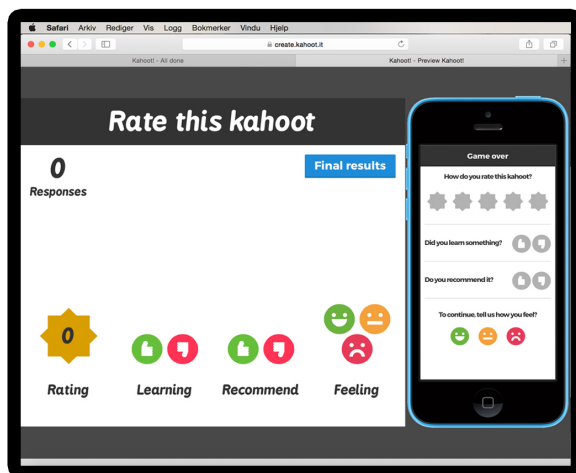 Safari Arkiv Rediger Vis Logg Bokmerker Vindu Hjelp
create.kahoot.it
Kahoot! - All done
Kahoot! - Preview Kahoot!
Rate this kahoot
0
Responses
Final results
0
Rating
Learning
Recommend
Feeling
Game over
How do you rate this kahoot?
Did you learn something?
Do you recommend it?
To continue, tell us how you feel?